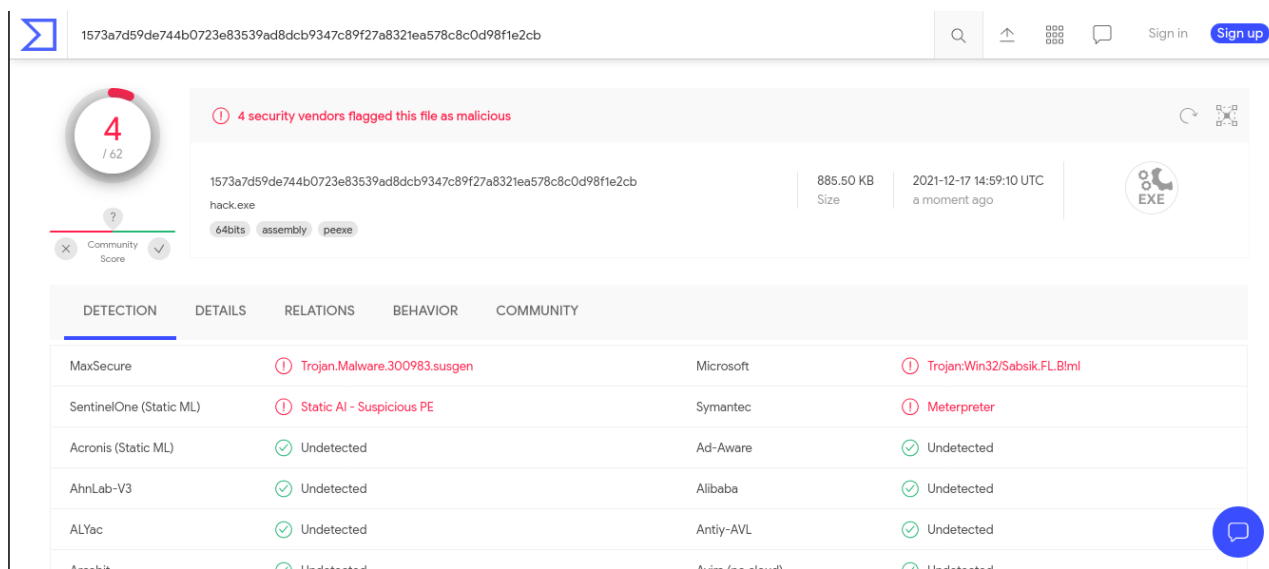 1573a7d59de744b0723e83539ad8dcb9347c89f27a8321ea578c8c0d98f1e2cb
Sign in
Sign up
4
/ 62
?
Community
Score
4 security vendors flagged this file as malicious
1573a7d59de744b0723e83539ad8dcb9347c89f27a8321ea578c8c0d98f1e2cb
hack.exe
64bits assembly peexe
885.50 KB
Size
2021-12-17 14:59:10 UTC
a moment ago
EXE
DETECTION DETAILS RELATIONS BEHAVIOR COMMUNITY
MaxSecure Trojan.Malware.300983.susgen Microsoft Trojan:Win32/Sabsik.FL.B!ml
SentinelOne (Static ML) Static AI - Suspicious PE Symantec Meterpreter
Acronis (Static ML) Undetected Ad-Aware Undetected
AhnLab-V3 Undetected Alibaba Undetected
ALYac Undetected Antiy-AVL Undetected